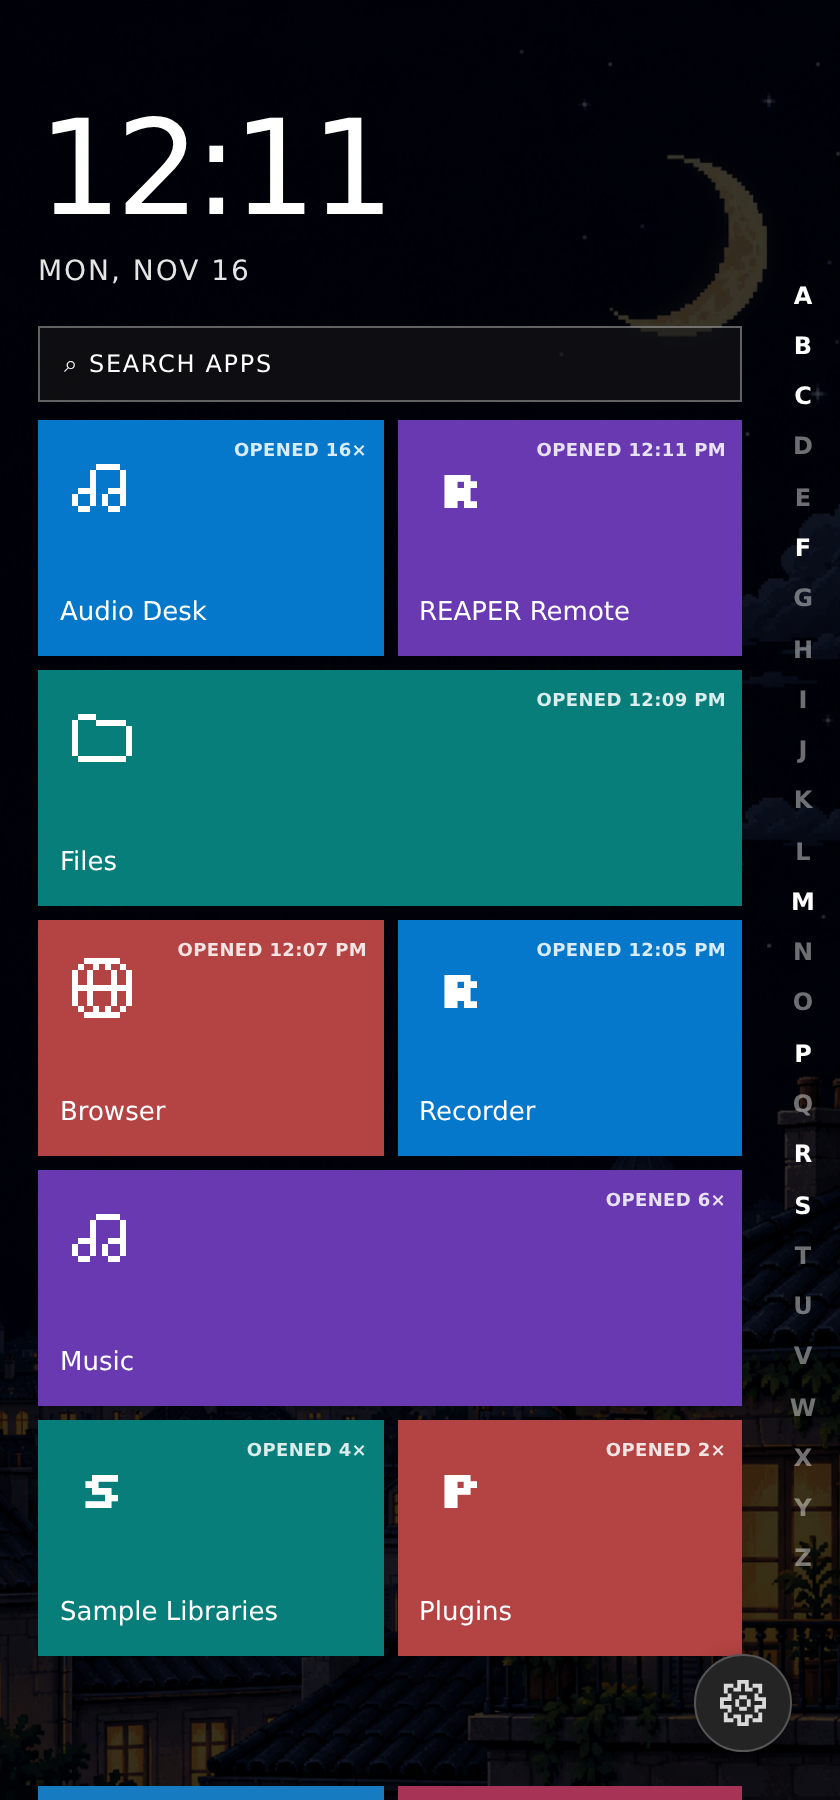 12:11
MON, NOV 16
SEARCH APPS
OPENED 16×
Audio Desk
OPENED 12:11 PM
R
REAPER Remote
OPENED 12:09 PM
Files
OPENED 12:07 PM
Browser
OPENED 12:05 PM
R
Recorder
OPENED 6×
Music
OPENED 4×
S
Sample Libraries
OPENED 2×
P
Plugins
A
B
C
D
E
F
G
H
I
J
K
L
M
N
O
P
Q
R
S
T
U
V
W
X
Y
Z